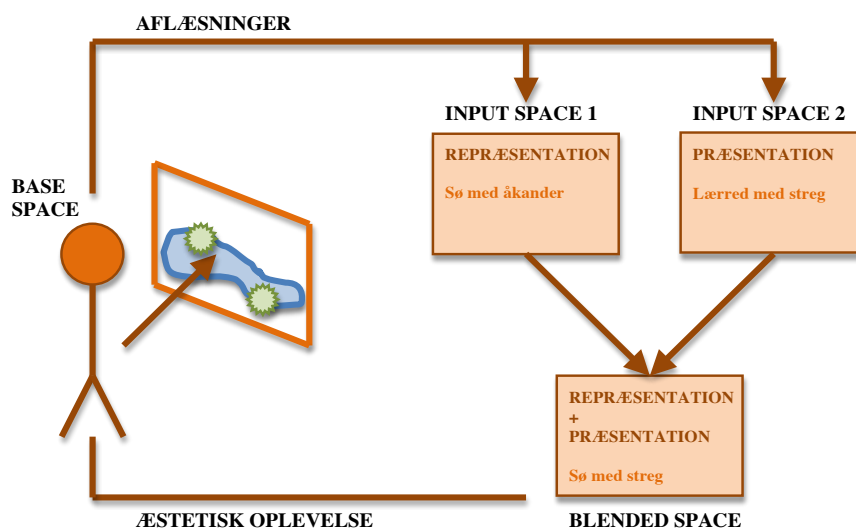 AFLÆSNINGER
INPUT SPACE 1
INPUT SPACE 2
REPRÆSENTATION
Sø med åkander
PRÆSENTATION
Lærred med streg
BASE
SPACE
REPRÆSENTATION
+
PRÆSENTATION
Sø med streg
ÆSTETISK OPLEVELSE
BLENDED SPACE